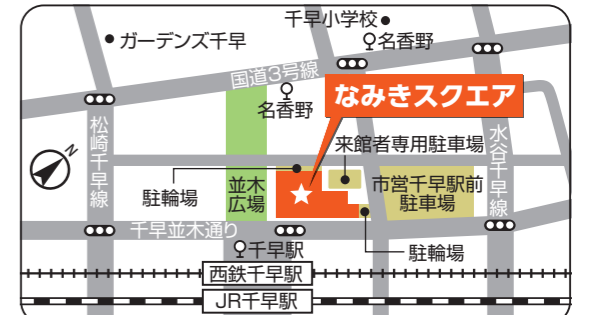 千早小学校
ガーデンズ千早
名香野
国道3号線
名香野
なみきスクエア
松崎千早線
水谷千早線
来館者専用駐車場
N
駐輪場
並木
広場
市営千早駅前
駐車場
千早並木通り
千早駅
駐輪場
西鉄千早駅
JR千早駅